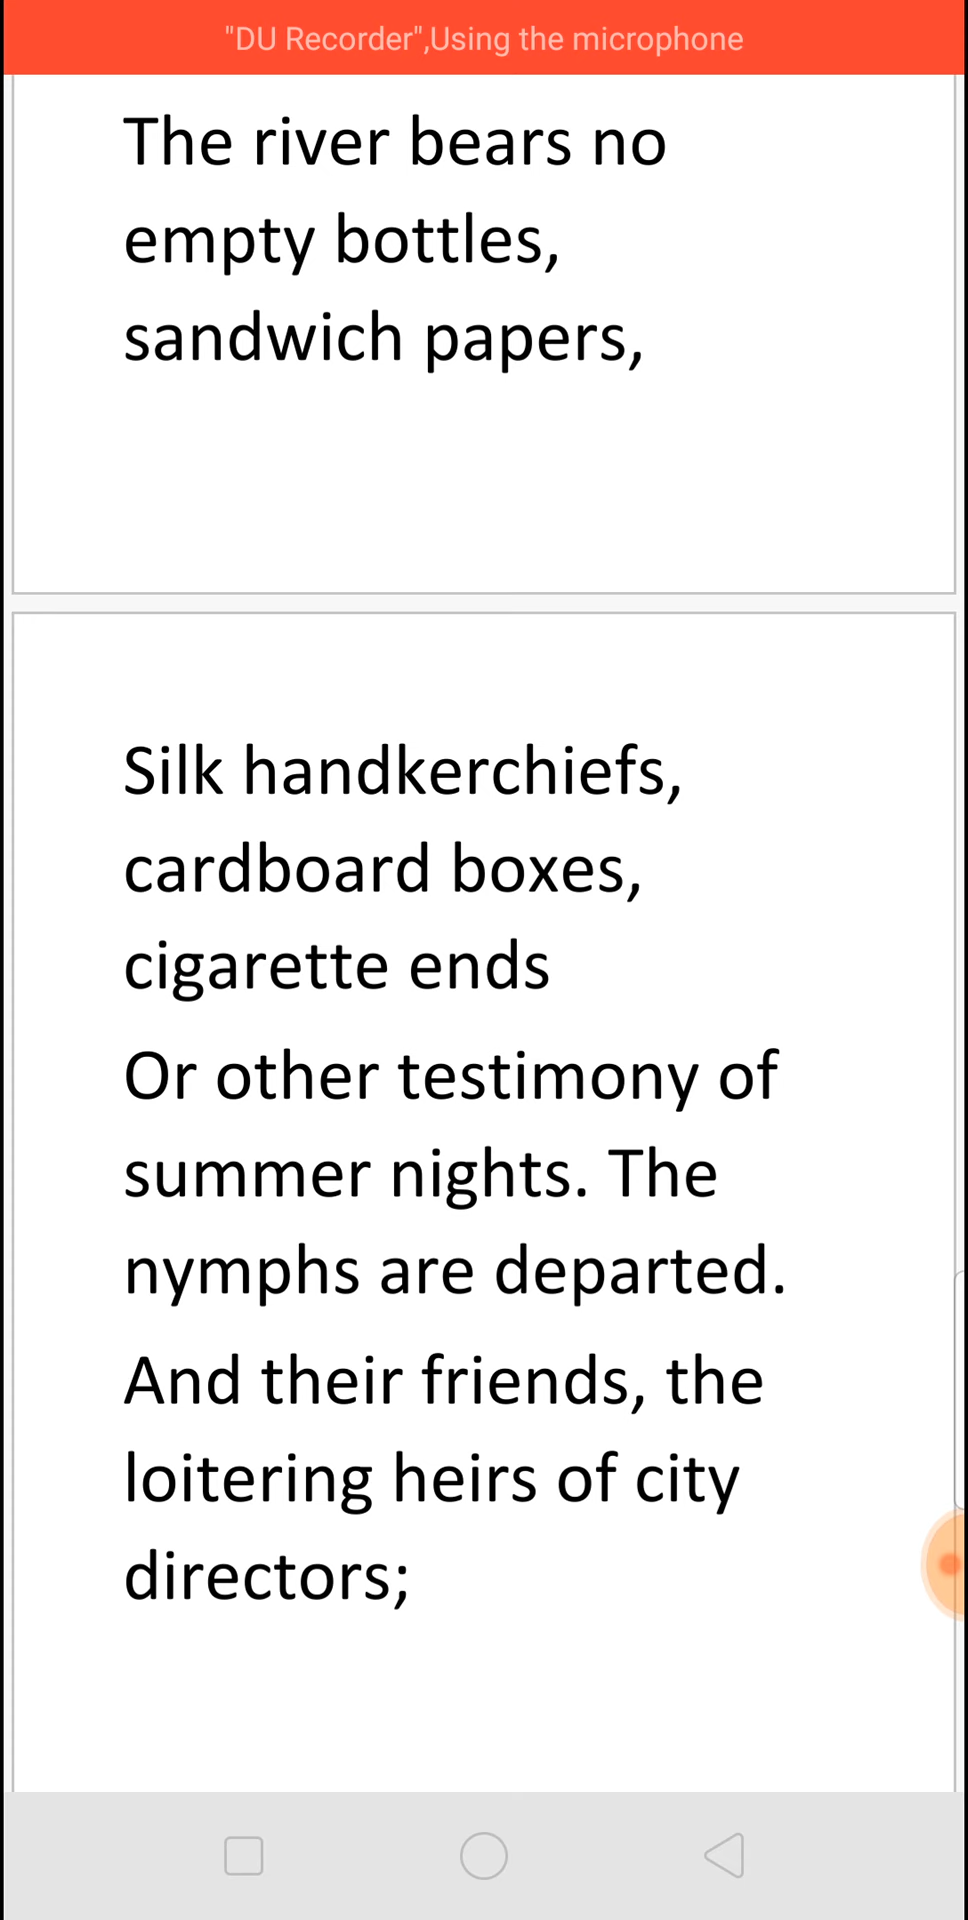 "DU Recorder",Using the microphone
The river bears no
empty bottles,
sandwich papers,
Silk handkerchiefs,
cardboard boxes,
cigarette ends
Or other testimony of
summer nights. The
nymphs are departed.
And their friends, the
loitering heirs of city
directors;